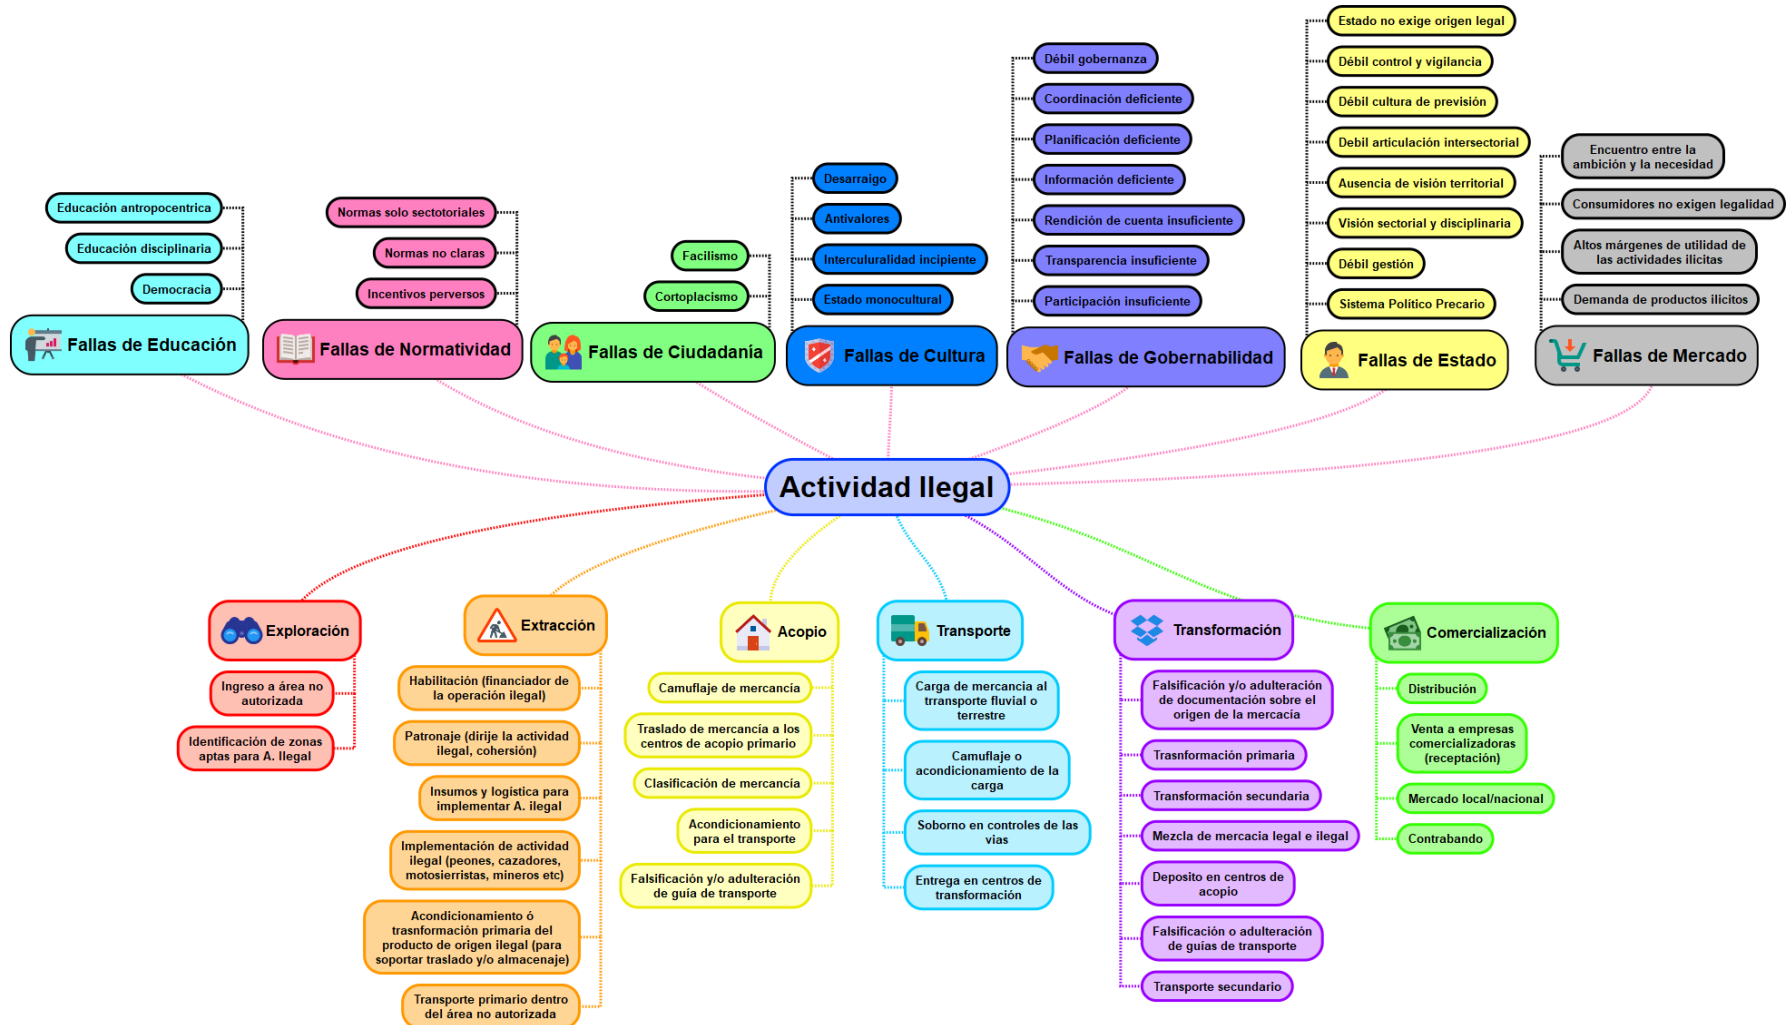 Educación antropocentrica
Educación disciplinaria
Democracia
Fallas de Educación
Normas solo sectotoriales
Normas no claras
Incentivos perversos
Fallas de Normatividad
Facilismo
Cortoplacismo
Fallas de Ciudadanía
Desarraigo
Antivalores
Interculuralidad incipiente
Estado monocultural
Fallas de Cultura
Débil gobernanza
Coordinación deficiente
Planificación deficiente
Información deficiente
Rendición de cuenta insuficiente
Transparencia insuficiente
Participación insuficiente
Fallas de Gobernabilidad
Estado no exige origen legal
Débil control y vigilancia
Débil cultura de previsión
Debil articulación intersectorial
Ausencia de visión territorial
Visión sectorial y disciplinaria
Débil gestión
Sistema Político Precario
Fallas de Estado
Encuentro entre la
ambición y la necesidad
Consumidores no exigen legalidad
Altos márgenes de utilidad de
las actividades ilicitas
Demanda de productos ilicitos
Fallas de Mercado
Actividad Ilegal
Exploración
Ingreso a área no
autorizada
Identificación de zonas
aptas para A. Ilegal
Extracción
Habilitación (financiador de
la operación ilegal)
Patronaje (dirije la actividad
ilegal, cohersión)
Insumos y logística para
implementar A. ilegal
Implementación de actividad
ilegal (peones, cazadores,
motosierristas, mineros etc)
Acondicionamiento ó
trasnformación primaria del
producto de origen ilegal (para
soportar traslado y/o almacenaje)
Transporte primario dentro
del área no autorizada
Acopio
Camuflaje de mercancía
Traslado de mercancía a los
centros de acopio primario
Clasificación de mercancía
Acondicionamiento
para el transporte
Falsificación y/o adulteración
de guía de transporte
Transporte
Carga de mercancia al
trransporte fluvial o
terrestre
Camuflaje o
acondicionamiento de la
carga
Soborno en controles de las
vias
Entrega en centros de
transformación
Transformación
Falsificación y/o adulteración
de documentación sobre el
origen de la mercacía
Trasnformación primaria
Transformación secundaria
Mezcla de mercacía legal e ilegal
Deposito en centros de
acopio
Falsificación o adulteración
de guías de transporte
Transporte secundario
Comercialización
Distribución
Venta a empresas
comercializadoras
(receptación)
Mercado local/nacional
Contrabando